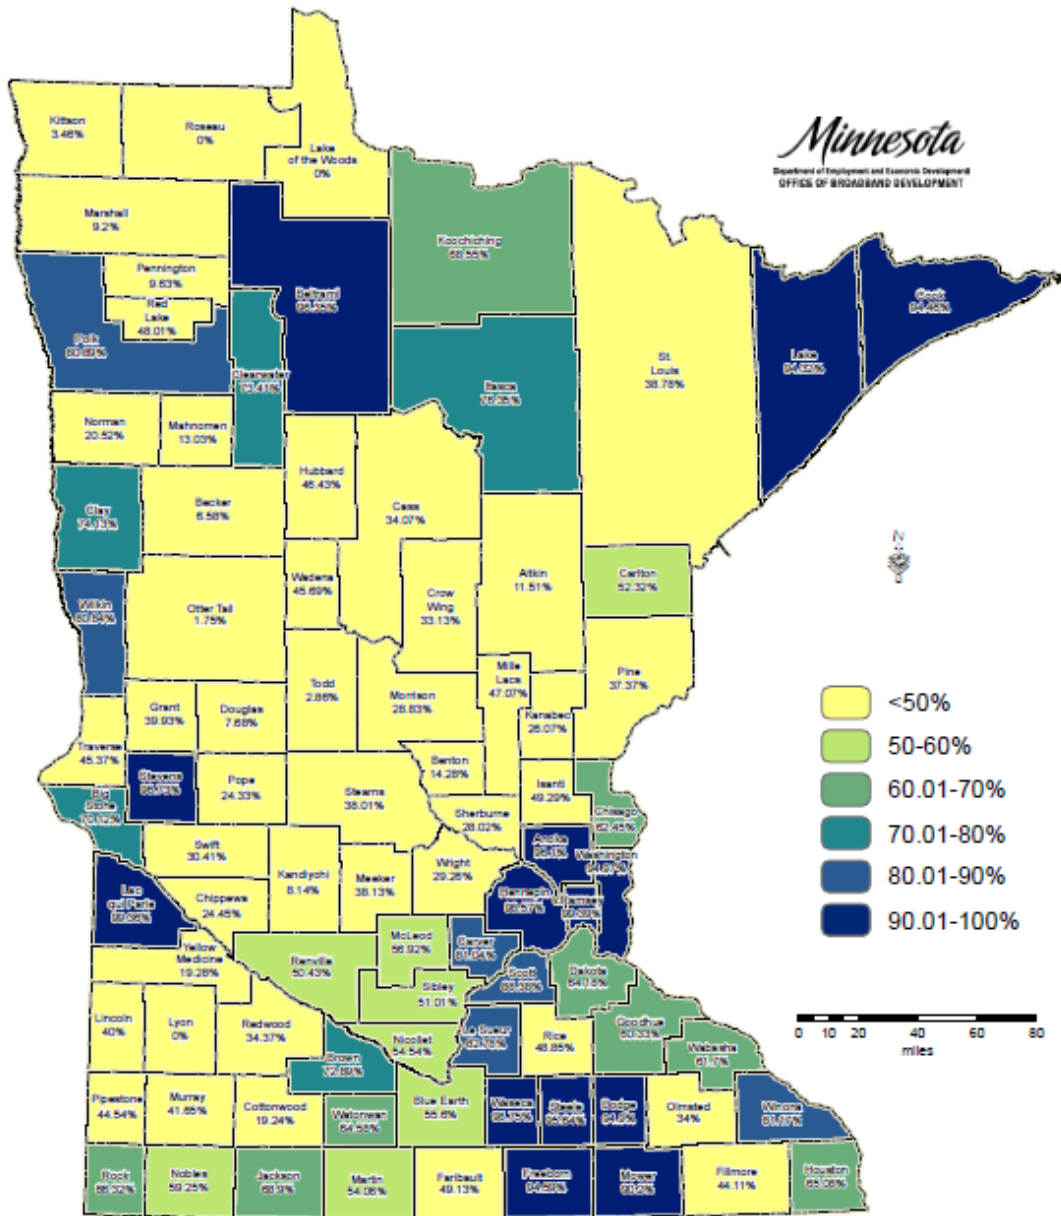 Minnesota
Department of Employment and Economic Development
OFFICE OF BROADBAND DEVELOPMENT
Kittson
3.46%
Roseau
0%
Lake
of the Woods
0%
Marshall
9.2%
Koochiching
Pennington
9.63%
Red
Lake
48.01%
Beltrami
Cook
Polk
Clearwater
73.41%
Lake
St.
Louis
38.78%
Itasca
Norman
20.52%
Mahnomen
13.03%
Hubbard
46.43%
Clay
74.13%
Becker
6.58%
Cass
34.07%
N
Wilkin
Otter Tail
1.75%
Wadena
45.69%
Crow
Wing
33.13%
Aitkin
11.51%
Carlton
52.32%
Todd
2.86%
Morrison
28.83%
Mille
Lacs
47.07%
Pine
37.37%
Grant
39.93%
Douglas
7.68%
Kanabec
Traverse
45.37%
Stevens
Pope
24.33%
Stearns
38.01%
Benton
14.28%
Isanti
49.29%
Chisago
62.45%
Big
Stone
Sherburne
28.02%
Swift
30.41%
Kandiyohi
8.14%
Meeker
38.13%
Wright
29.28%
Anoka
Washington
Lac
qui Parle
Chippewa
24.45%
Hennepin
Ramsey
Yellow
Medicine
19.28%
Renville
50.43%
McLeod
56.92%
Carver
Scott
Dakota
Sibley
51.01%
Lincoln
40%
Lyon
0%
Redwood
34.37%
Nicollet
54.54%
Le Sueur
Rice
48.85%
Goodhue
Wabasha
61.7%
Brown
Pipestone
44.54%
Murray
41.65%
Cottonwood
19.24%
Watonwan
64.58%
Blue Earth
55.6%
Waseca
Steele
Dodge
Olmsted
34%
Winona
Rock
Nobles
59.25%
Jackson
68.9%
Martin
54.06%
Faribault
49.13%
Freeborn
Mower
Fillmore
44.11%
Houston
65.08%
<50%
50-60%
60.01-70%
70.01-80%
80.01-90%
90.01-100%
0 10 20 40 60 80
miles